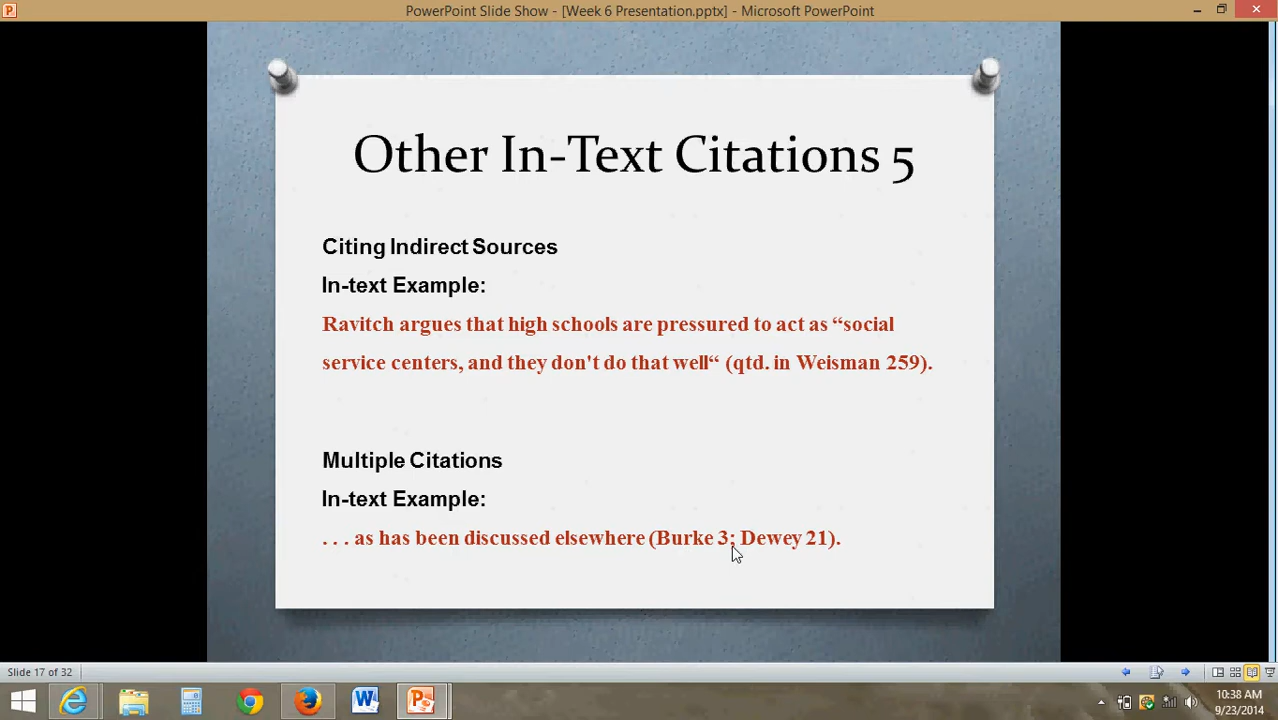 PowerPoint Slide Show - [Week 6 Presentation.pptx] - Microsoft PowerPoint
Other In-Text Citations 5
Citing Indirect Sources
In-text Example:
Ravitch argues that high schools are pressured to act as “social
service centers, and they don't do that well“ (qtd. in Weisman 259).
Multiple Citations
In-text Example:
. . . as has been discussed elsewhere (Burke 3; Dewey 21).
Slide 17 of 32
10:38 AM
9/23/2014